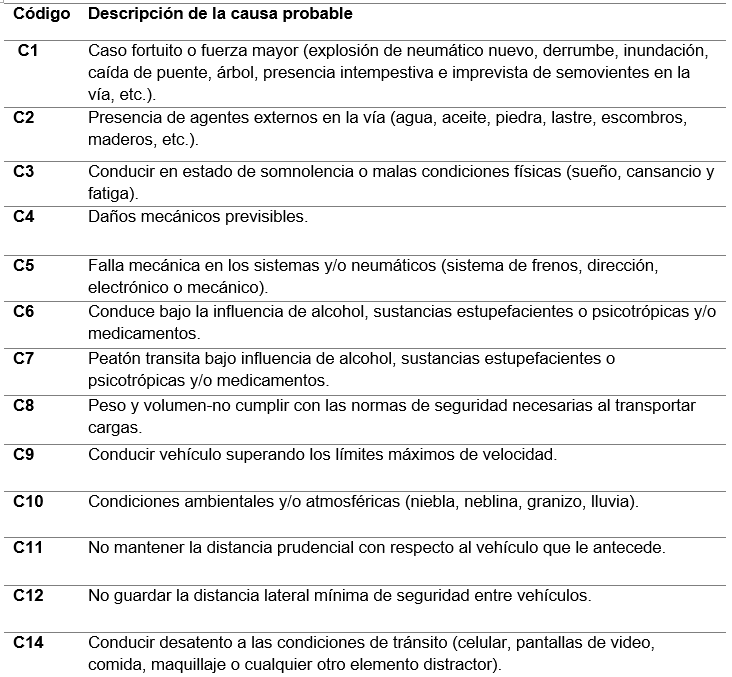 Código Descripción de la causa probable
C1 Caso fortuito o fuerza mayor (explosión de neumático nuevo, derrumbe, inundación,
caída de puente, árbol, presencia intempestiva e imprevista de semovientes en la
vía, etc.).
C2 Presencia de agentes externos en la vía (agua, aceite, piedra, lastre, escombros,
maderos, etc.).
C3 Conducir en estado de somnolencia o malas condiciones físicas (sueño, cansancio y
fatiga).
C4 Daños mecánicos previsibles.
C5 Falla mecánica en los sistemas y/o neumáticos (sistema de frenos, dirección,
electrónico o mecánico).
C6 Conduce bajo la influencia de alcohol, sustancias estupefacientes o psicotrópicas y/o
medicamentos.
C7 Peatón transita bajo influencia de alcohol, sustancias estupefacientes o
psicotrópicas y/o medicamentos.
C8 Peso y volumen-no cumplir con las normas de seguridad necesarias al transportar
cargas.
C9 Conducir vehículo superando los límites máximos de velocidad.
C10 Condiciones ambientales y/o atmosféricas (niebla, neblina, granizo, lluvia).
C11 No mantener la distancia prudencial con respecto al vehículo que le antecede.
C12 No guardar la distancia lateral mínima de seguridad entre vehículos.
C14 Conducir desatento a las condiciones de tránsito (celular, pantallas de video,
comida, maquillaje o cualquier otro elemento distractor).